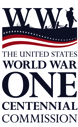 WWI
THE UNITED STATES
WORLD WAR
ONE
CENTENNIAL
COMMISSION